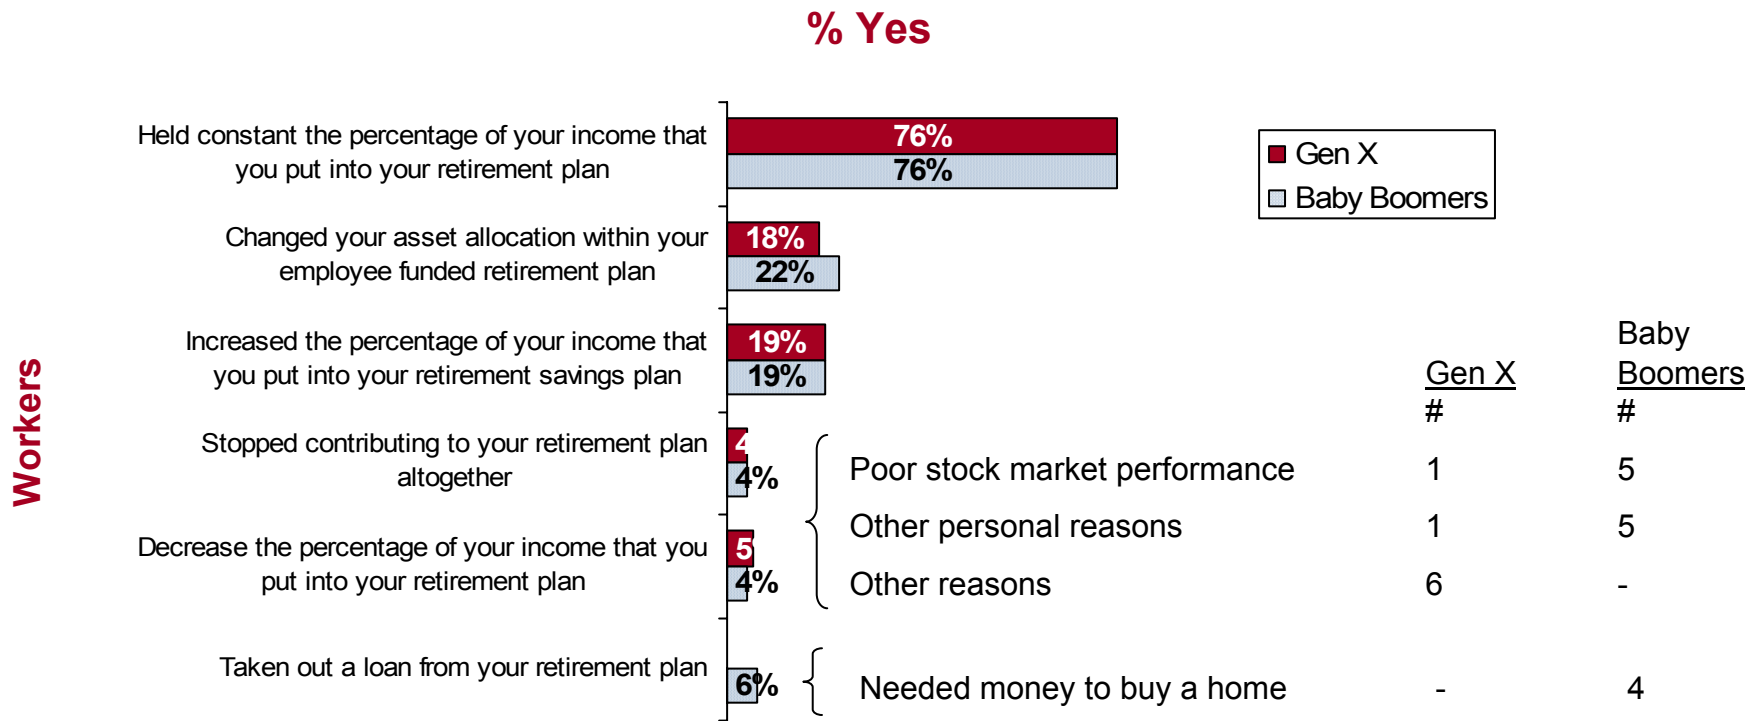 % Yes
Held constant the percentage of your income that
you put into your retirement plan
76%
76%
Gen X
Baby Boomers
Changed your asset allocation within your
employee funded retirement plan
18%
22%
Workers
Increased the percentage of your income that
you put into your retirement savings plan
19%
19%
Gen X
#
Baby
Boomers
#
Stopped contributing to your retirement plan
altogether
4
4%
Poor stock market performance 1 5
Other personal reasons 1 5
Decrease the percentage of your income that you
put into your retirement plan
5
4%
Other reasons 6 -
Taken out a loan from your retirement plan
6%
Needed money to buy a home - 4